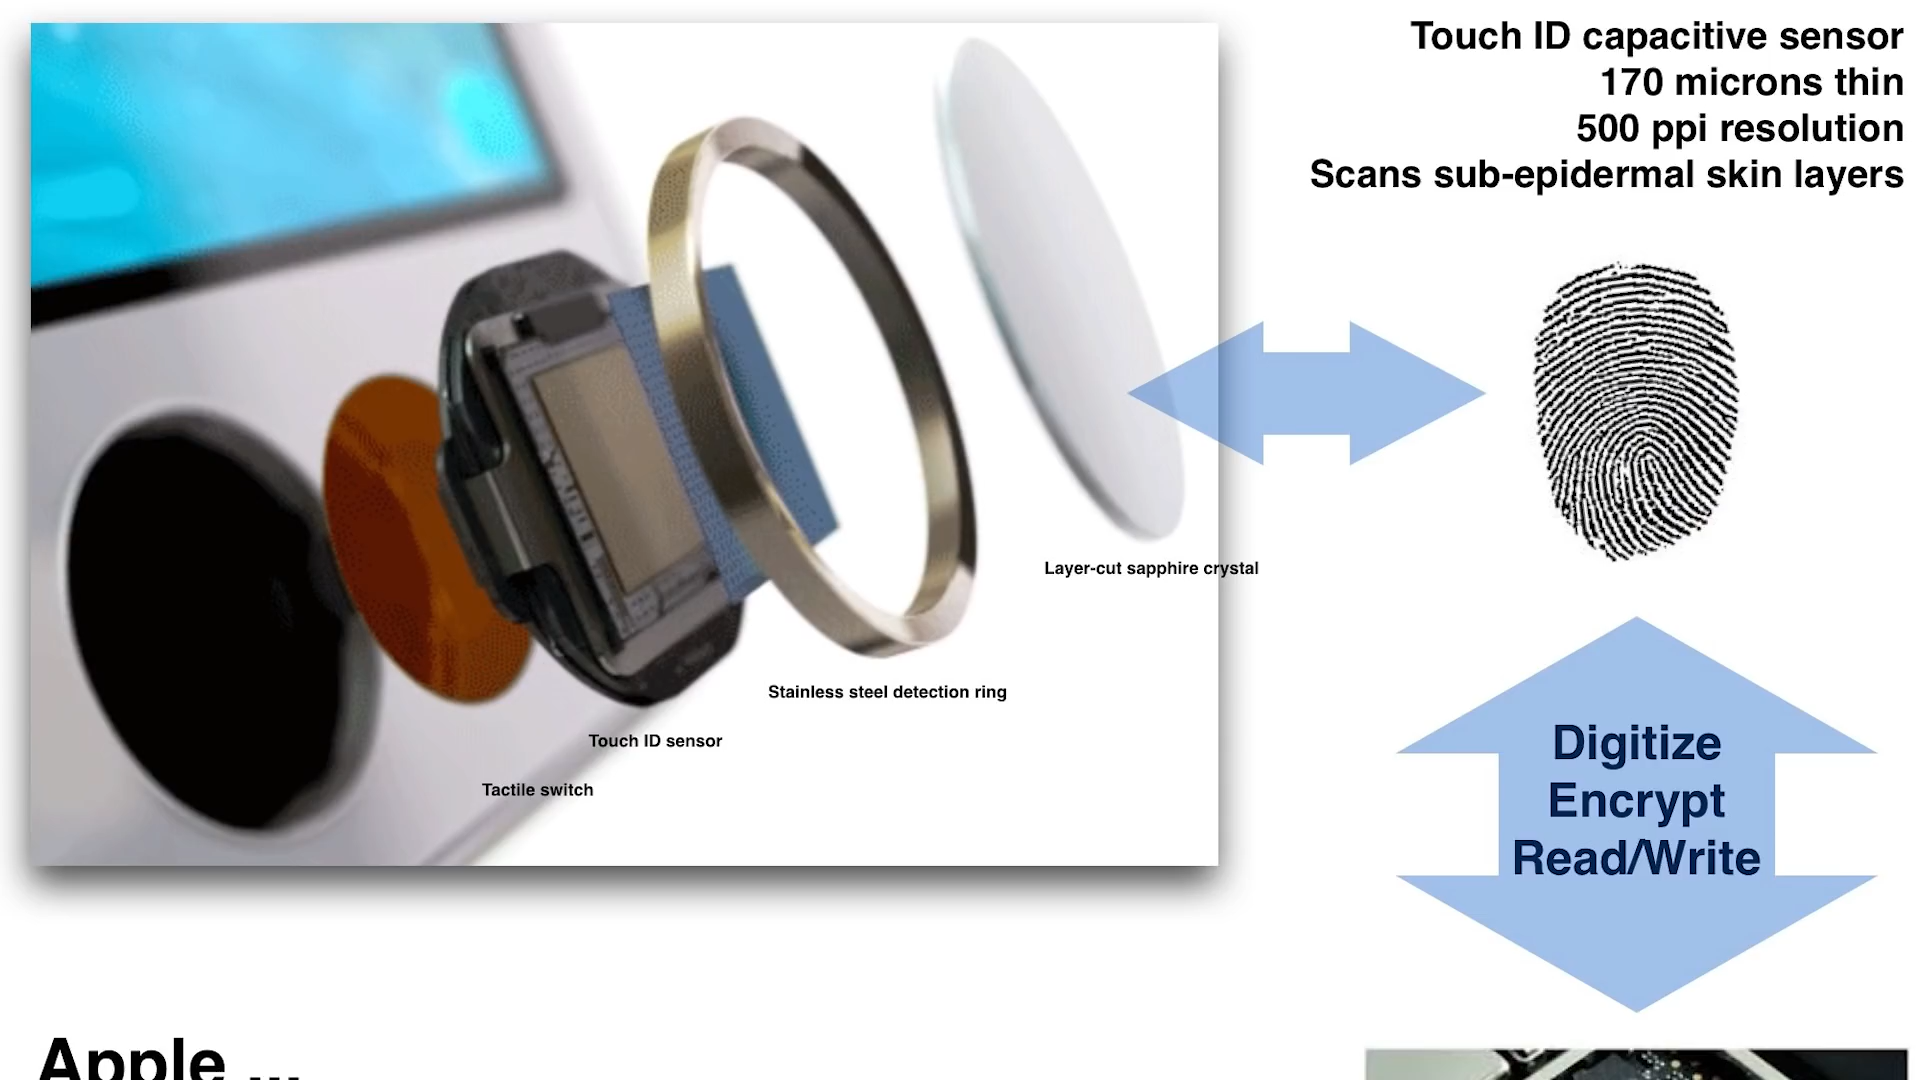 Touch ID capacitive sensor
170 microns thin
500 ppi resolution
Scans sub-epidermal skin layers
Layer-cut sapphire crystal
Stainless steel detection ring
Touch ID sensor
Tactile switch
Digitize
Encrypt
Read/Write
Apple ...